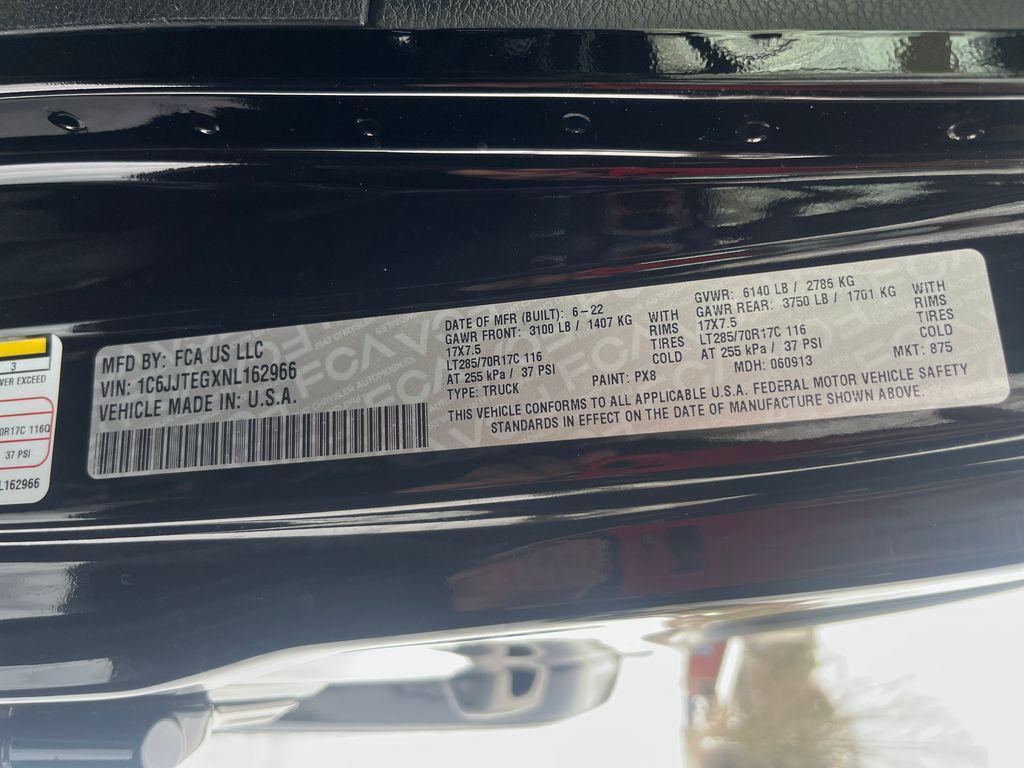 3
VER EXCEED
0R17C 116Q
37 PSI
L162966
MFD BY: FCA US LLC
VIN: 1C6JJTEGXNL162966
VEHICLE MADE IN: U.S.A.
DATE OF MFR (BUILT): 6-22
GAWR FRONT: 3100 LB / 1407 KG WITH
17X7.5 RIMS
LT285/70R17C 116 TIRES
AT 255 kPa / 37 PSI COLD
TYPE: TRUCK PAINT: PX8
GVWR: 6140 LB / 2786 KG
GAWR REAR: 3750 LB / 1701 KG WITH
17X7.5 RIMS
LT285/70R17C 116 TIRES
AT 255 kPa / 37 PSI COLD
MDH: 060913 MKT: 875
THIS VEHICLE CONFORMS TO ALL APPLICABLE U.S.A. FEDERAL MOTOR VEHICLE SAFETY
STANDARDS IN EFFECT ON THE DATE OF MANUFACTURE SHOWN ABOVE.